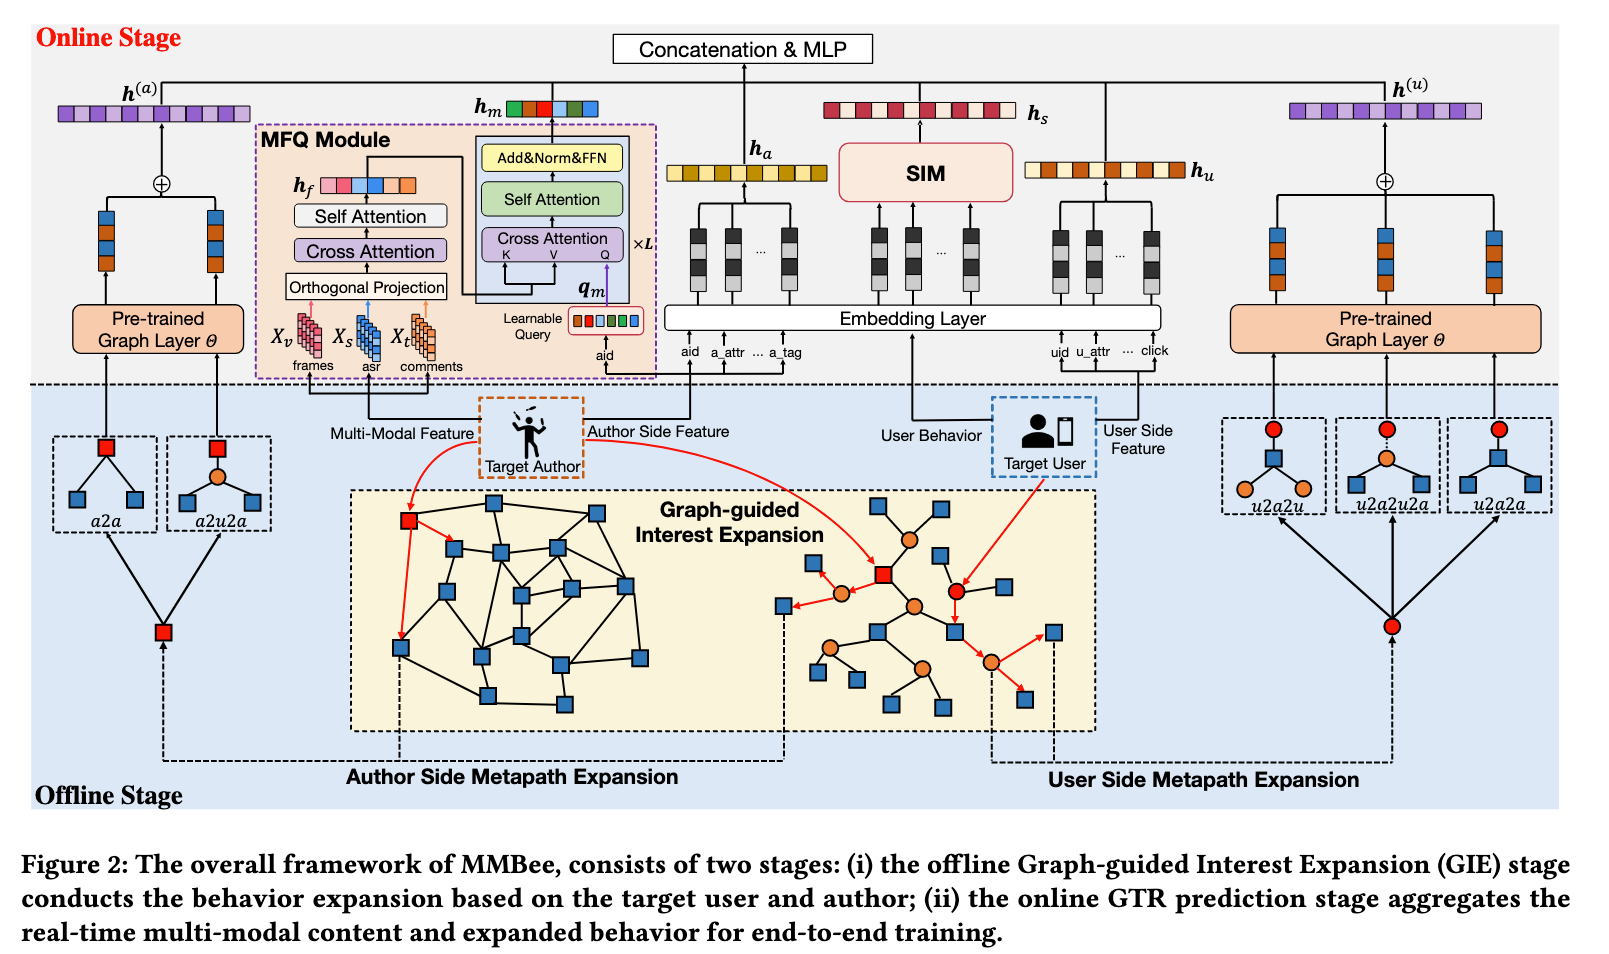 Online Stage
Concatenation & MLP
h^(a)
h_m
h_s
h^(u)
MFQ Module
Add&Norm&FFN
h_a
h_u
SIM
h_f
Self Attention
Self Attention
Cross Attention
K V Q
×L
Cross Attention
Orthogonal Projection
q_m
Learnable
Query
Embedding Layer
Pre-trained
Graph Layer Θ
Pre-trained
Graph Layer Θ
X_v X_s X_t
frames asr comments
aid
aid a_attr ... a_tag
uid u_attr ... click
...
...
...
Multi-Modal Feature
Target Author
Author Side Feature
User Behavior
Target User
User Side
Feature
a2a
a2u2a
u2a2u
u2a2u2a
u2a2a
Graph-guided
Interest Expansion
Author Side Metapath Expansion
User Side Metapath Expansion
Offline Stage
Figure 2: The overall framework of MMBee, consists of two stages: (i) the offline Graph-guided Interest Expansion (GIE) stage
conducts the behavior expansion based on the target user and author; (ii) the online GTR prediction stage aggregates the
real-time multi-modal content and expanded behavior for end-to-end training.